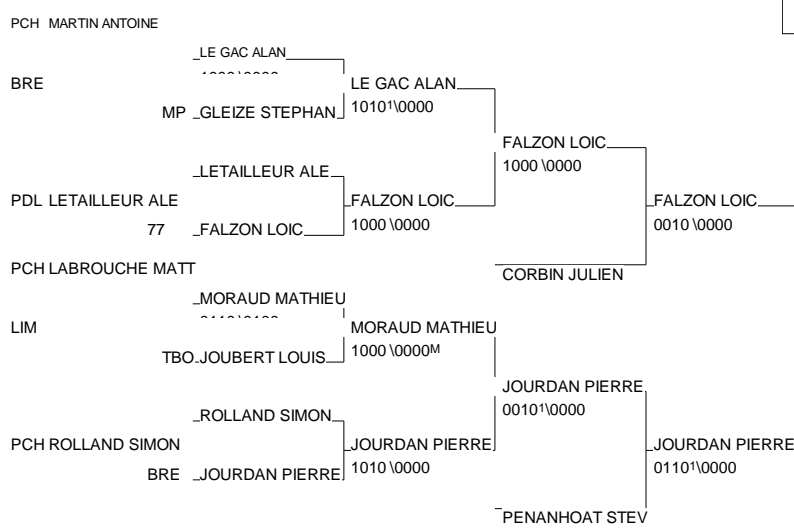 PCH MARTIN ANTOINE
LE GAC ALAN
BRE
LE GAC ALAN
MP GLEIZE STEPHAN
1010¹\0000
FALZON LOIC
1000 \0000
LETAILLEUR ALE
PDL LETAILLEUR ALE
FALZON LOIC
FALZON LOIC
77 FALZON LOIC
1000 \0000
0010 \0000
PCH LABROUCHE MATT
CORBIN JULIEN
MORAUD MATHIEU
LIM
MORAUD MATHIEU
TBO JOUBERT LOUIS
1000 \0000M
JOURDAN PIERRE
0010¹\0000
ROLLAND SIMON
PCH ROLLAND SIMON
JOURDAN PIERRE
JOURDAN PIERRE
BRE JOURDAN PIERRE
1010 \0000
0110¹\0000
PENANHOAT STEV